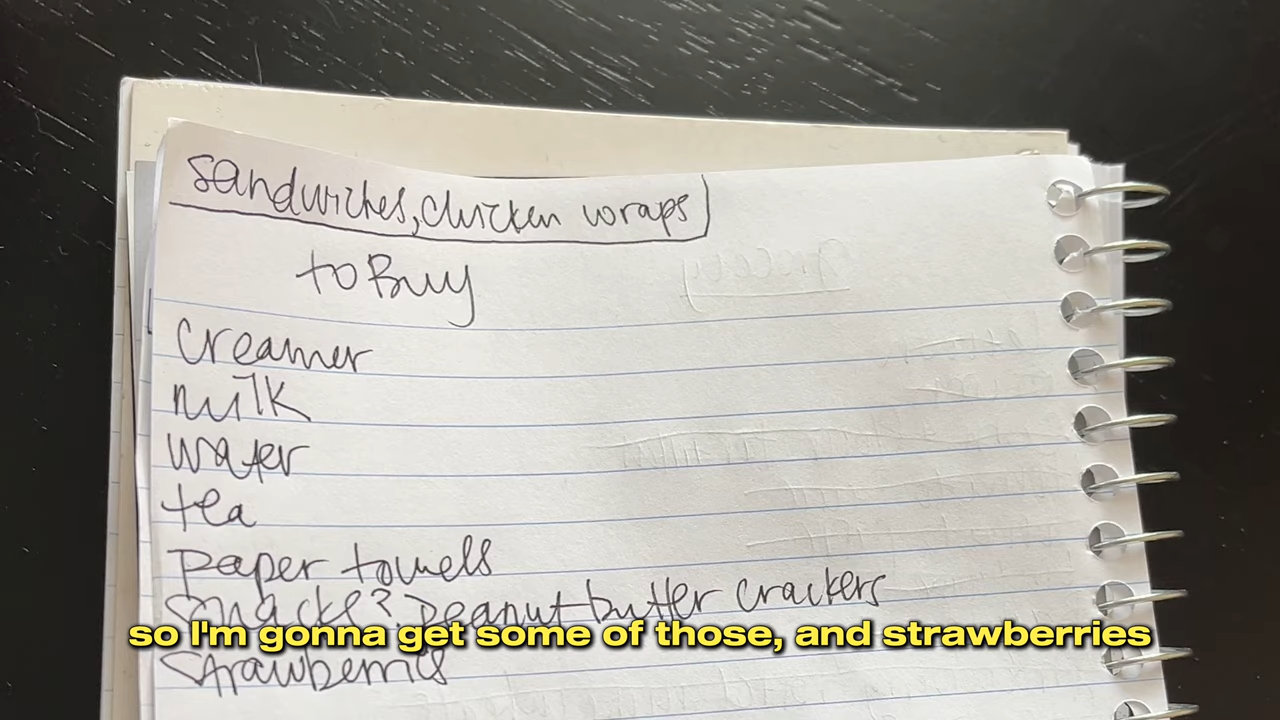 sandwiches, chicken wraps
to Buy
creamer
milk
water
tea
paper towels
snacks? peanut butter crackers
so I'm gonna get some of those, and strawberries
strawberries